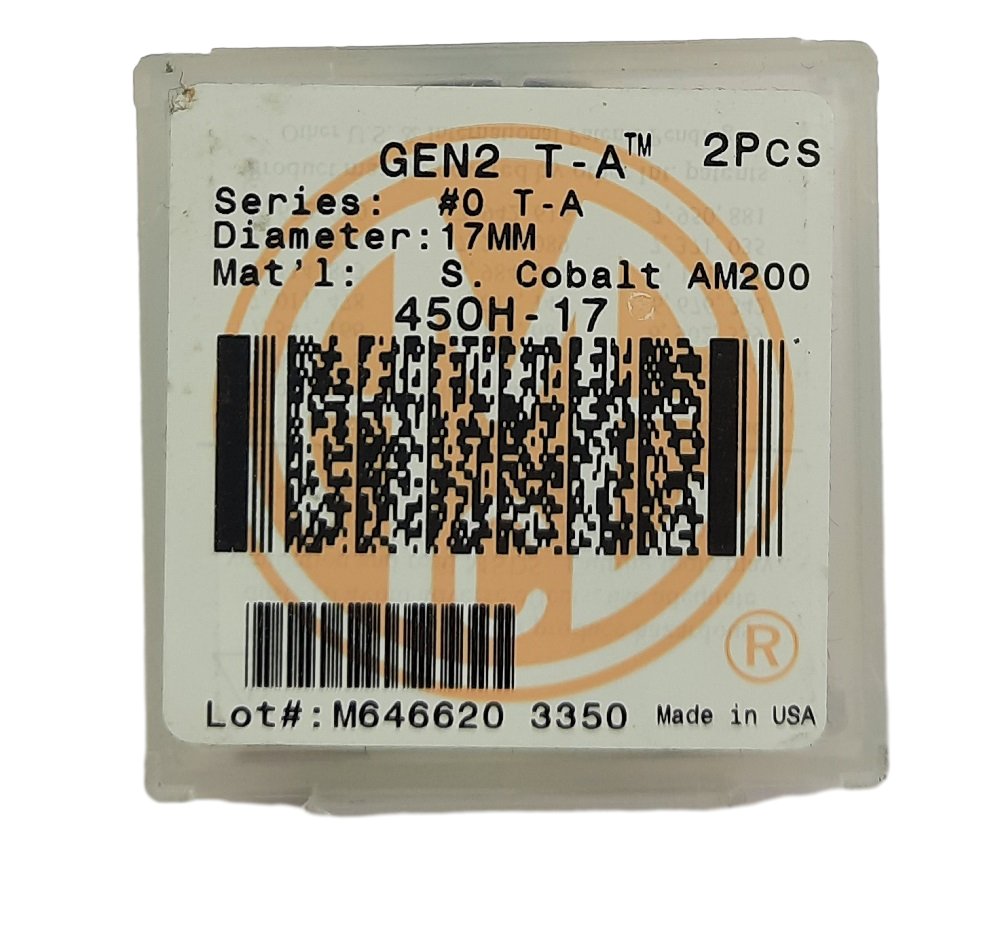 GEN2 T-A™ 2Pcs
Series: #0 T-A
Diameter:17MM
Mat'l: S. Cobalt AM200
450H-17
®
Lot#:M646620 3350 Made in USA